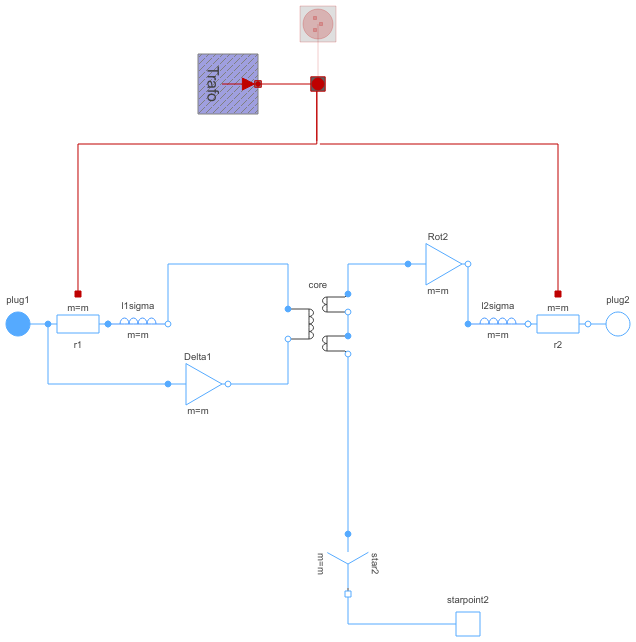 Trafo
Rot2
core
m=m
plug1
m=m
l1sigma
l2sigma
m=m
plug2
r1
m=m
m=m
r2
Delta1
m=m
m=m
star2
starpoint2